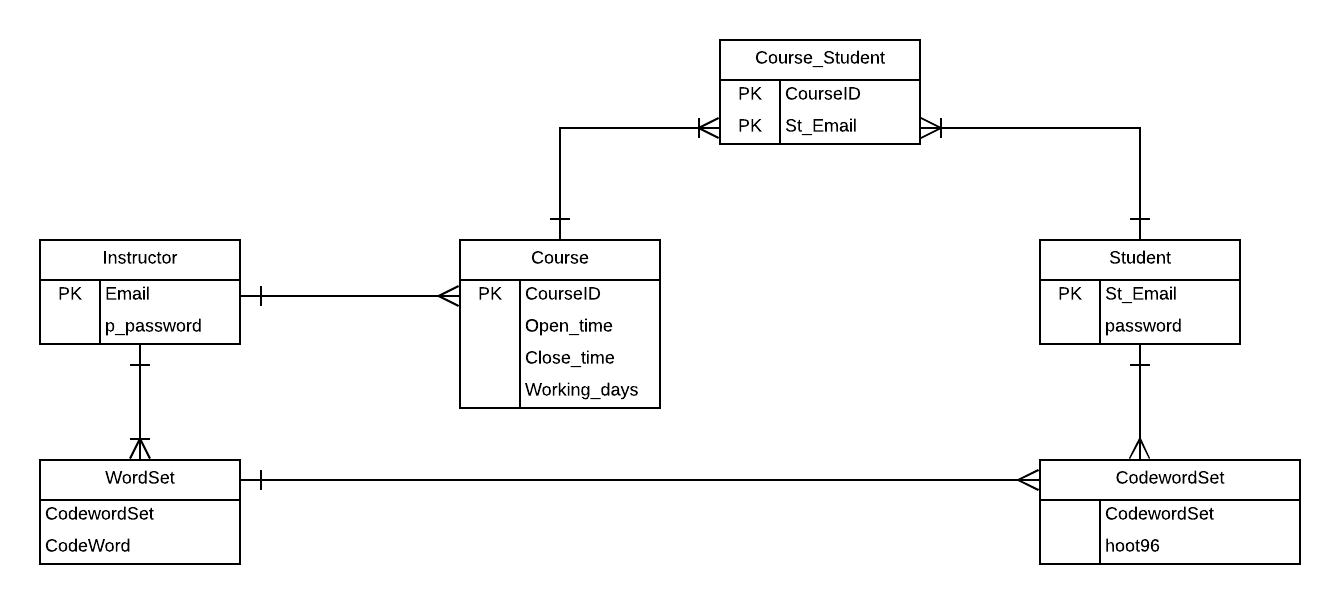 Course_Student
PK CourseID
PK St_Email
Instructor
PK Email
p_password
Course
PK CourseID
Open_time
Close_time
Working_days
Student
PK St_Email
password
WordSet
CodewordSet
CodeWord
CodewordSet
CodewordSet
hoot96